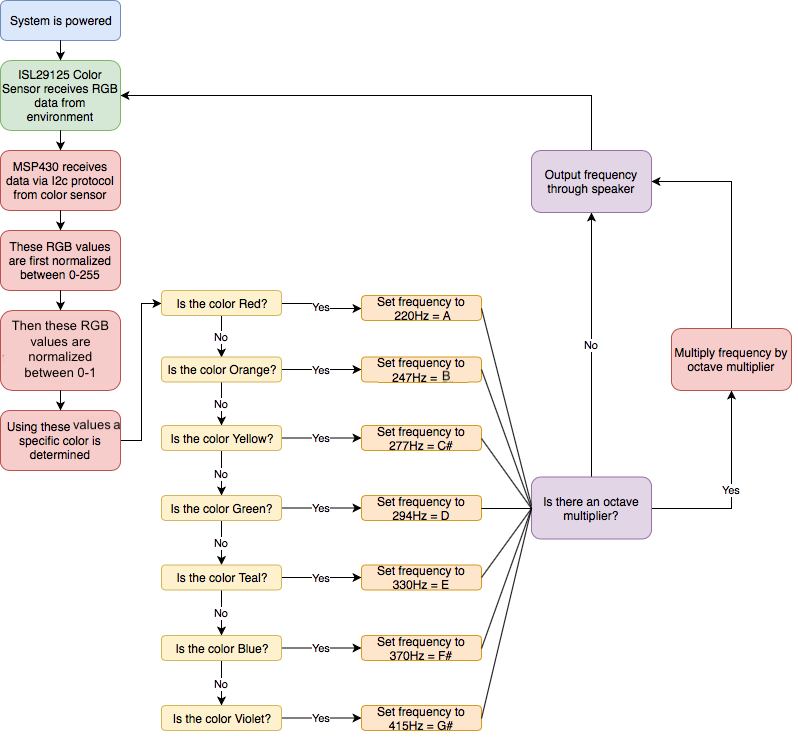 System is powered
ISL29125 Color
Sensor receives RGB
data from
environment
MSP430 receives
data via I2c protocol
from color sensor
These RGB values
are first normalized
between 0-255
Then these RGB
values are
normalized
between 0-1
Using these values a
specific color is
determined
Is the color Red?
Yes
Set frequency to
220Hz = A
No
Is the color Orange?
Yes
Set frequency to
247Hz = B
No
Is the color Yellow?
Yes
Set frequency to
277Hz = C#
No
Is the color Green?
Yes
Set frequency to
294Hz = D
No
Is the color Teal?
Yes
Set frequency to
330Hz = E
No
Is the color Blue?
Yes
Set frequency to
370Hz = F#
No
Is the color Violet?
Yes
Set frequency to
415Hz = G#
Is there an octave
multiplier?
No
Yes
Multiply frequency by
octave multiplier
Output frequency
through speaker